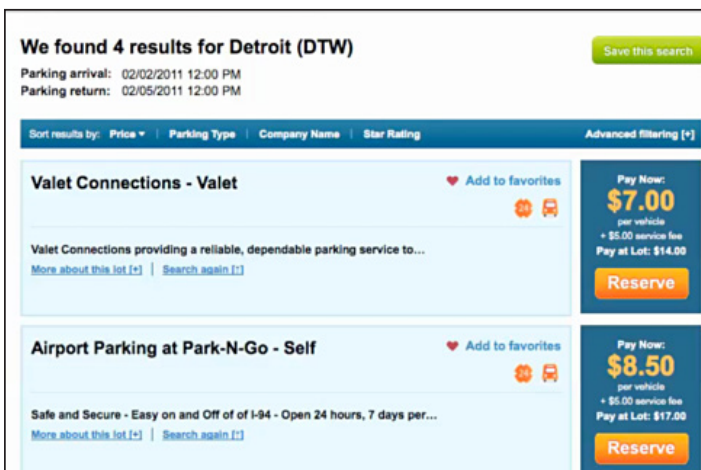 We found 4 results for Detroit (DTW)
Save this search
Parking arrival: 02/02/2011 12:00 PM
Parking return: 02/05/2011 12:00 PM
Sort results by: Price ▾ | Parking Type | Company Name | Star Rating Advanced filtering [+]
Valet Connections - Valet
Add to favorites
24
Valet Connections providing a reliable, dependable parking service to...
More about this lot [+] | Search again [↑]
Pay Now:
$7.00
per vehicle
+ $5.00 service fee
Pay at Lot: $14.00
Reserve
Airport Parking at Park-N-Go - Self
Add to favorites
24
Safe and Secure - Easy on and Off of of I-94 - Open 24 hours, 7 days per...
More about this lot [+] | Search again [↑]
Pay Now:
$8.50
per vehicle
+ $5.00 service fee
Pay at Lot: $17.00
Reserve